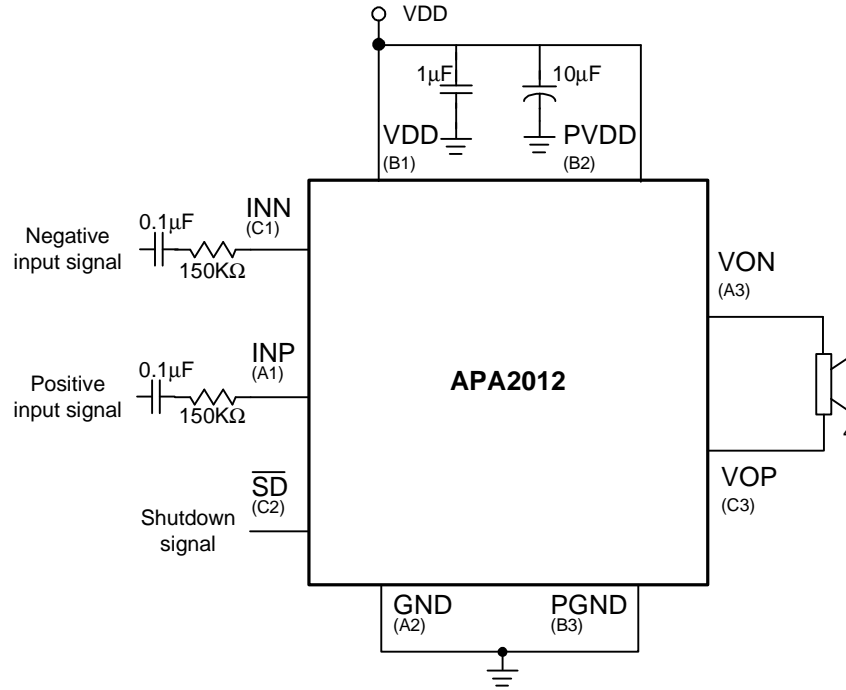 VDD
1µF
10µF
VDD
(B1)
PVDD
(B2)
INN
(C1)
0.1µF
Negative
input signal
150KΩ
VON
(A3)
INP
(A1)
0.1µF
Positive
input signal
150KΩ
APA2012
SD
(C2)
Shutdown
signal
VOP
(C3)
GND
(A2)
PGND
(B3)